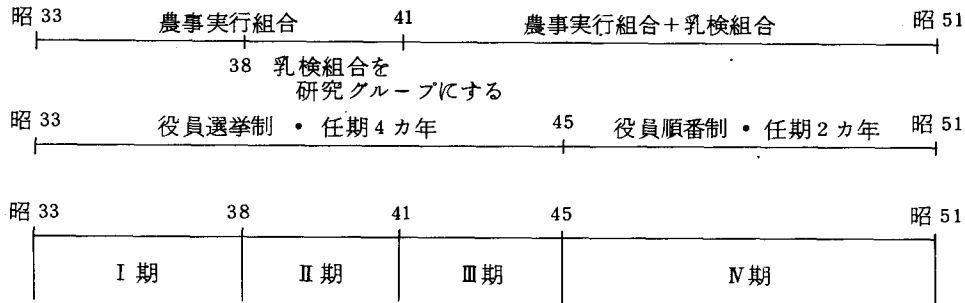 昭33 農事実行組合 41 農事実行組合+乳検組合 昭51
38 乳検組合を
研究グループにする
昭33 役員選挙制 • 任期4カ年 45 役員順番制 • 任期2カ年 昭51
昭33 38 41 45 昭51
Ⅰ期 Ⅱ期 Ⅲ期 Ⅳ期